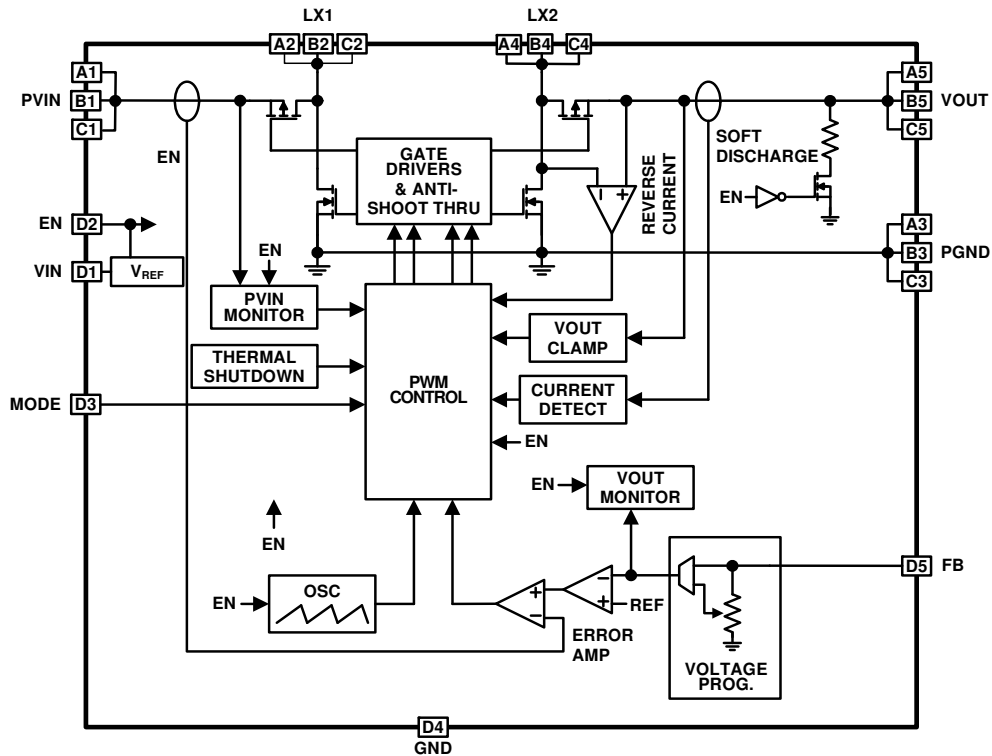 LX1
LX2
A2 B2 C2
A4 B4 C4
A1
B1
C1
PVIN
A5
B5
C5
VOUT
EN
GATE
DRIVERS
& ANTI-
SHOOT THRU
REVERSE
CURRENT
SOFT
DISCHARGE
EN
EN D2
VIN D1
VREF
EN
A3
B3
C3
PGND
PVIN
MONITOR
THERMAL
SHUTDOWN
MODE D3
PWM
CONTROL
VOUT
CLAMP
CURRENT
DETECT
EN
EN
VOUT
MONITOR
EN
D5 FB
EN
OSC
+
−
−
+
REF
ERROR
AMP
VOLTAGE
PROG.
− +
D4
GND